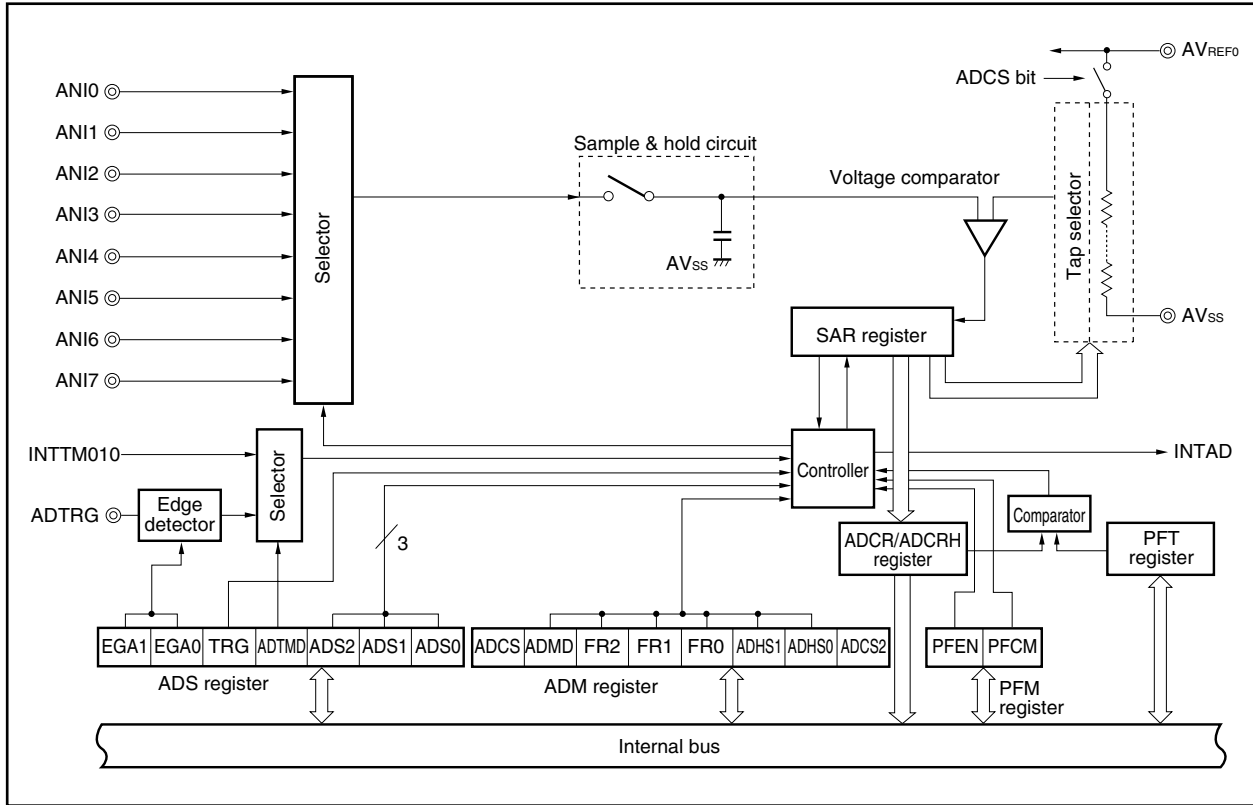 AVREF0
ADCS bit
ANI0
ANI1
ANI2
ANI3
ANI4
ANI5
ANI6
ANI7
Selector
Sample & hold circuit
AVSS
Voltage comparator
Tap selector
AVSS
SAR register
INTTM010
ADTRG
Edge
detector
Selector
3
Controller
INTAD
Comparator
ADCR/ADCRH
register
PFT
register
EGA1 EGA0 TRG ADTMD ADS2 ADS1 ADS0
ADS register
ADCS ADMD FR2 FR1 FR0 ADHS1 ADHS0 ADCS2
ADM register
PFEN PFCM
PFM
register
Internal bus